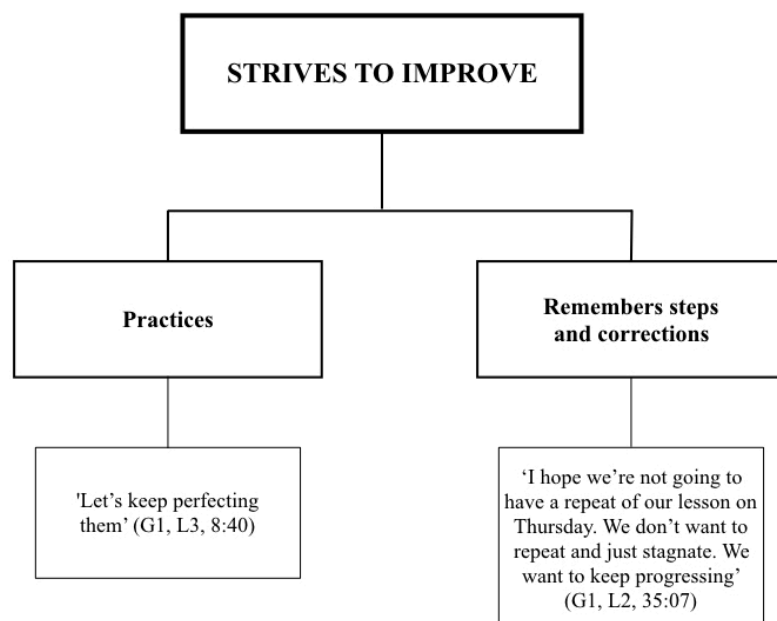 STRIVES TO IMPROVE
Practices
Remembers steps
and corrections
'Let’s keep perfecting
them’ (G1, L3, 8:40)
‘I hope we’re not going to
have a repeat of our lesson on
Thursday. We don’t want to
repeat and just stagnate. We
want to keep progressing’
(G1, L2, 35:07)